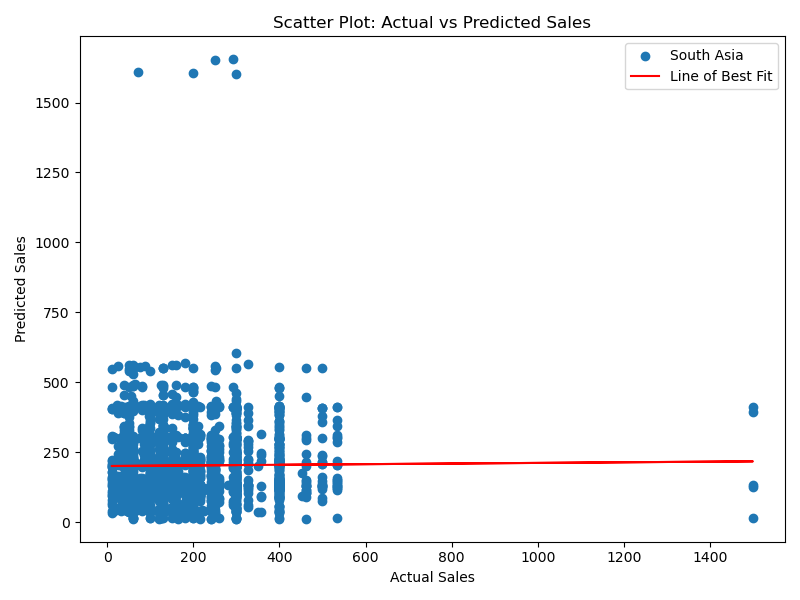 Scatter Plot: Actual vs Predicted Sales
South Asia
Line of Best Fit
Predicted Sales
1500
1250
1000
750
500
250
0
0 200 400 600 800 1000 1200 1400
Actual Sales